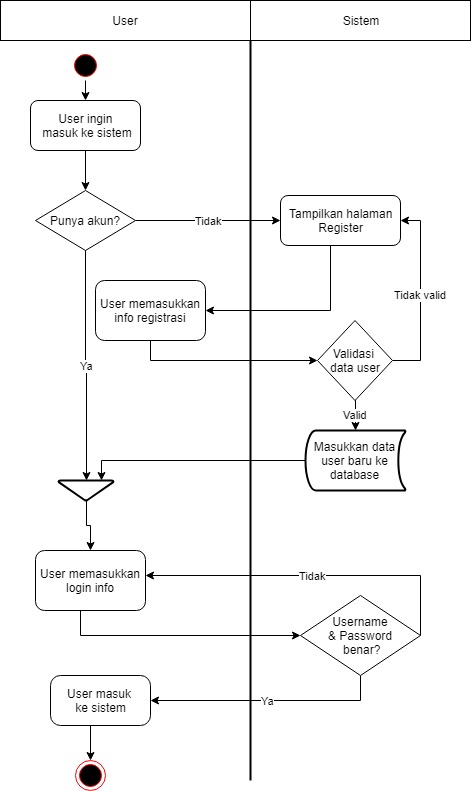 User
Sistem
User ingin
masuk ke sistem
Punya akun?
Tidak
Tampilkan halaman
Register
User memasukkan
info registrasi
Tidak valid
Validasi
data user
Ya
Valid
Masukkan data
user baru ke
database
User memasukkan
login info
Tidak
Username
& Password
benar?
User masuk
ke sistem
Ya